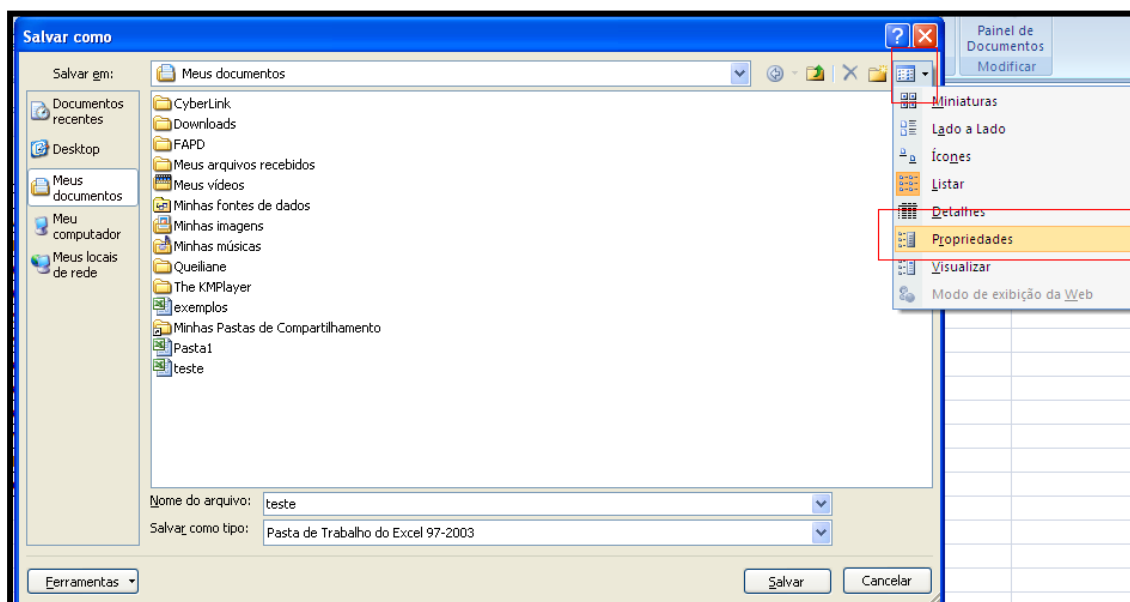 Salvar como
Painel de
Documentos
Modificar
Salvar em:
Meus documentos
Documentos
recentes
Desktop
Meus
documentos
Meu
computador
Meus locais
de rede
CyberLink
Downloads
FAPD
Meus arquivos recebidos
Meus vídeos
Minhas fontes de dados
Minhas imagens
Minhas músicas
Queiliane
The KMPlayer
exemplos
Minhas Pastas de Compartilhamento
Pasta1
teste
Miniaturas
Lado a Lado
Ícones
Listar
Detalhes
Propriedades
Visualizar
Modo de exibição da Web
Nome do arquivo:
teste
Salvar como tipo:
Pasta de Trabalho do Excel 97-2003
Ferramentas
Salvar
Cancelar